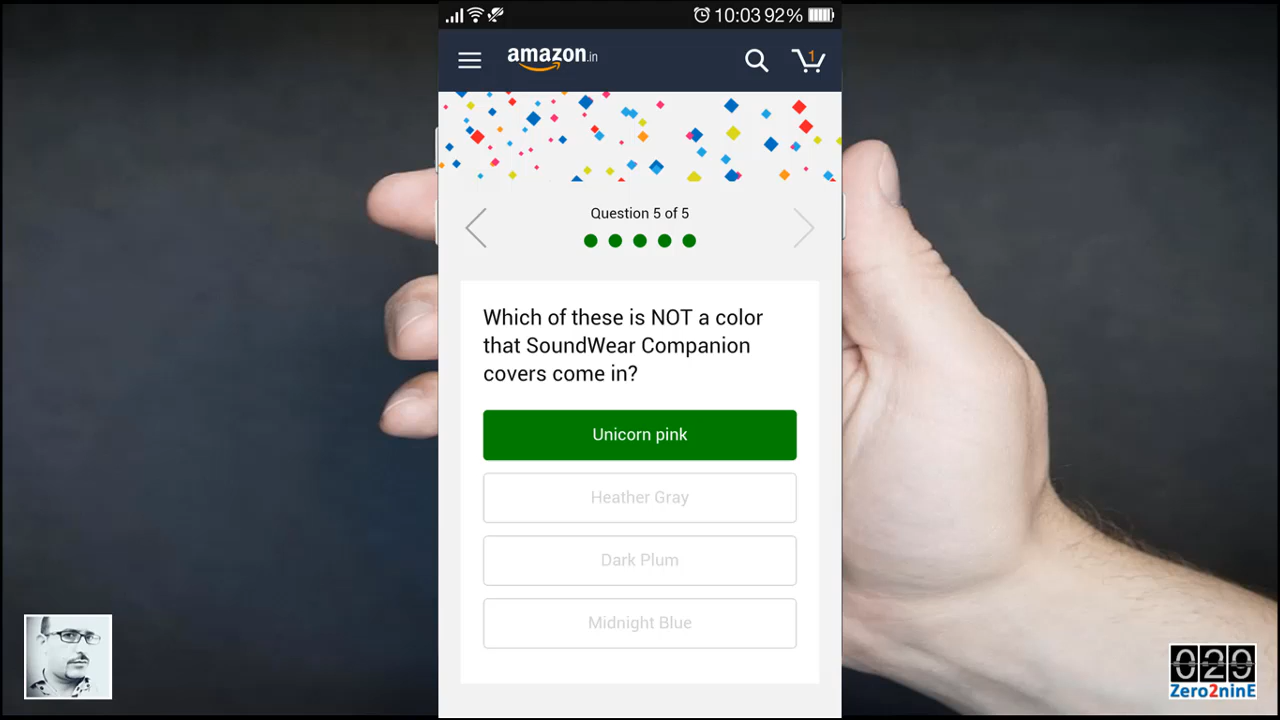 10:03 92%
amazon.in
1
Question 5 of 5
Which of these is NOT a color
that SoundWear Companion
covers come in?
Unicorn pink
Heather Gray
Dark Plum
Midnight Blue
029
Zero2ninE